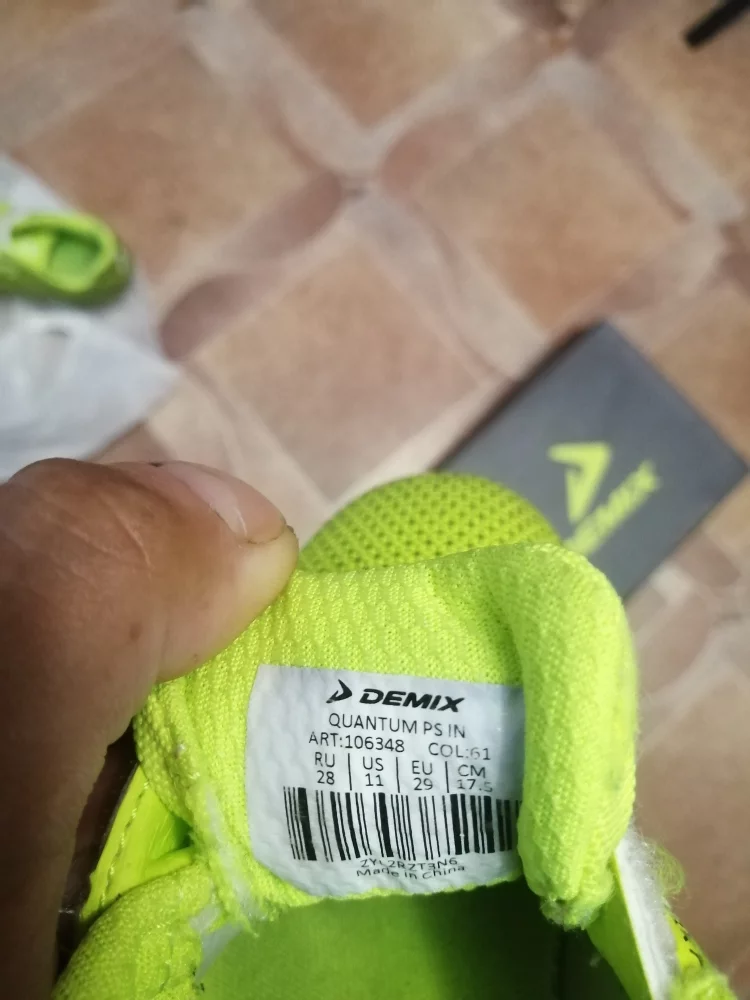 DEMIX
DEMIX
QUANTUM PS IN
ART:106348 COL:61
RU | US | EU | CM
28 | 11 | 29 | 17.5
Made in China